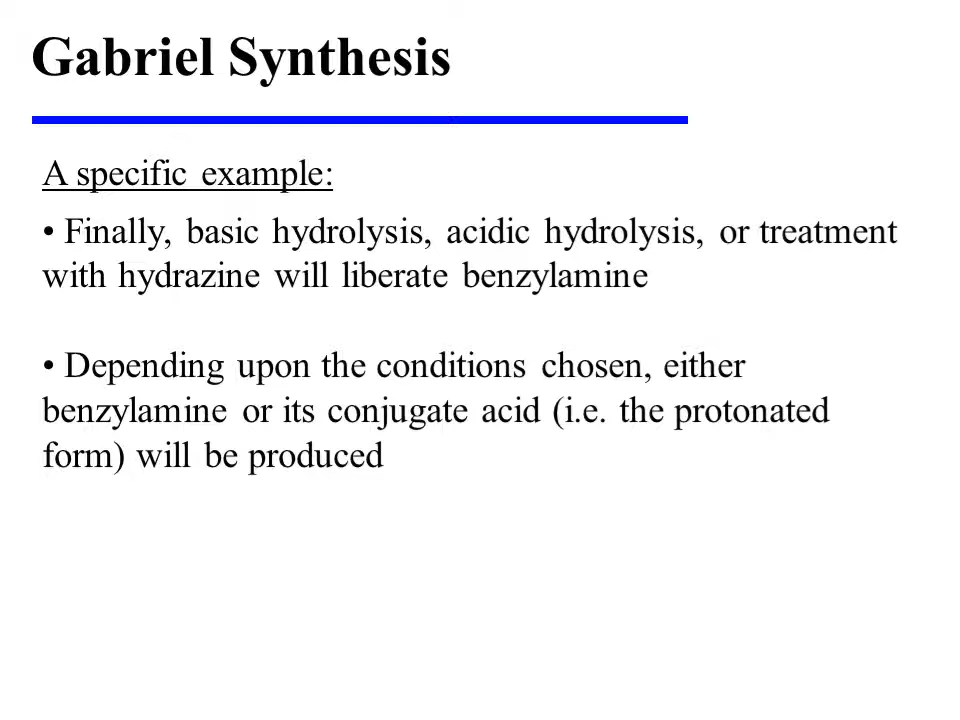 Gabriel Synthesis
A specific example:
• Finally, basic hydrolysis, acidic hydrolysis, or treatment
with hydrazine will liberate benzylamine
• Depending upon the conditions chosen, either
benzylamine or its conjugate acid (i.e. the protonated
form) will be produced